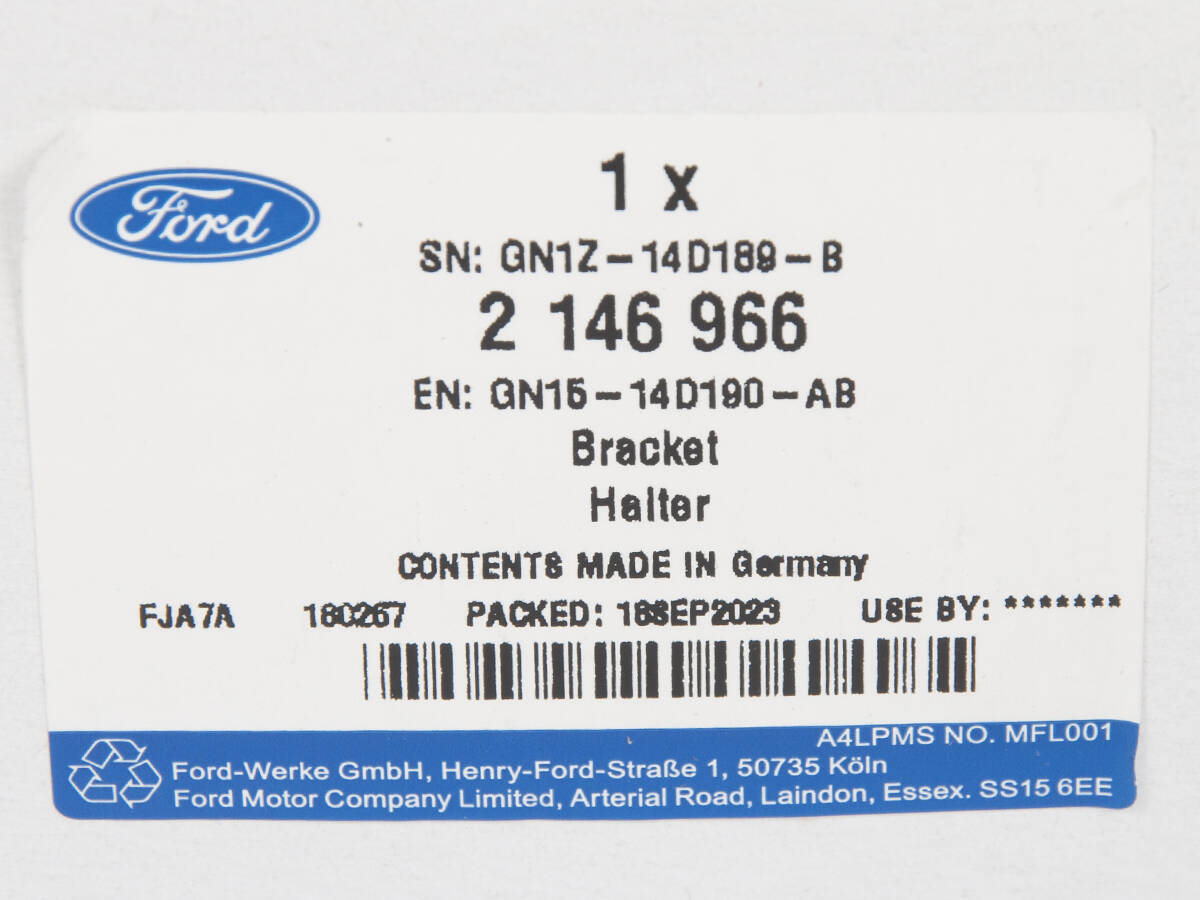 Ford
1 x
SN: GN1Z-14D189-B
2 146 966
EN: GN15-14D190-AB
Bracket
Halter
CONTENTS MADE IN Germany
FJA7A 180267 PACKED: 18SEP2023 USE BY: *******
A4LPMS NO. MFL001
Ford-Werke GmbH, Henry-Ford-Straße 1, 50735 Köln
Ford Motor Company Limited, Arterial Road, Laindon, Essex. SS15 6EE